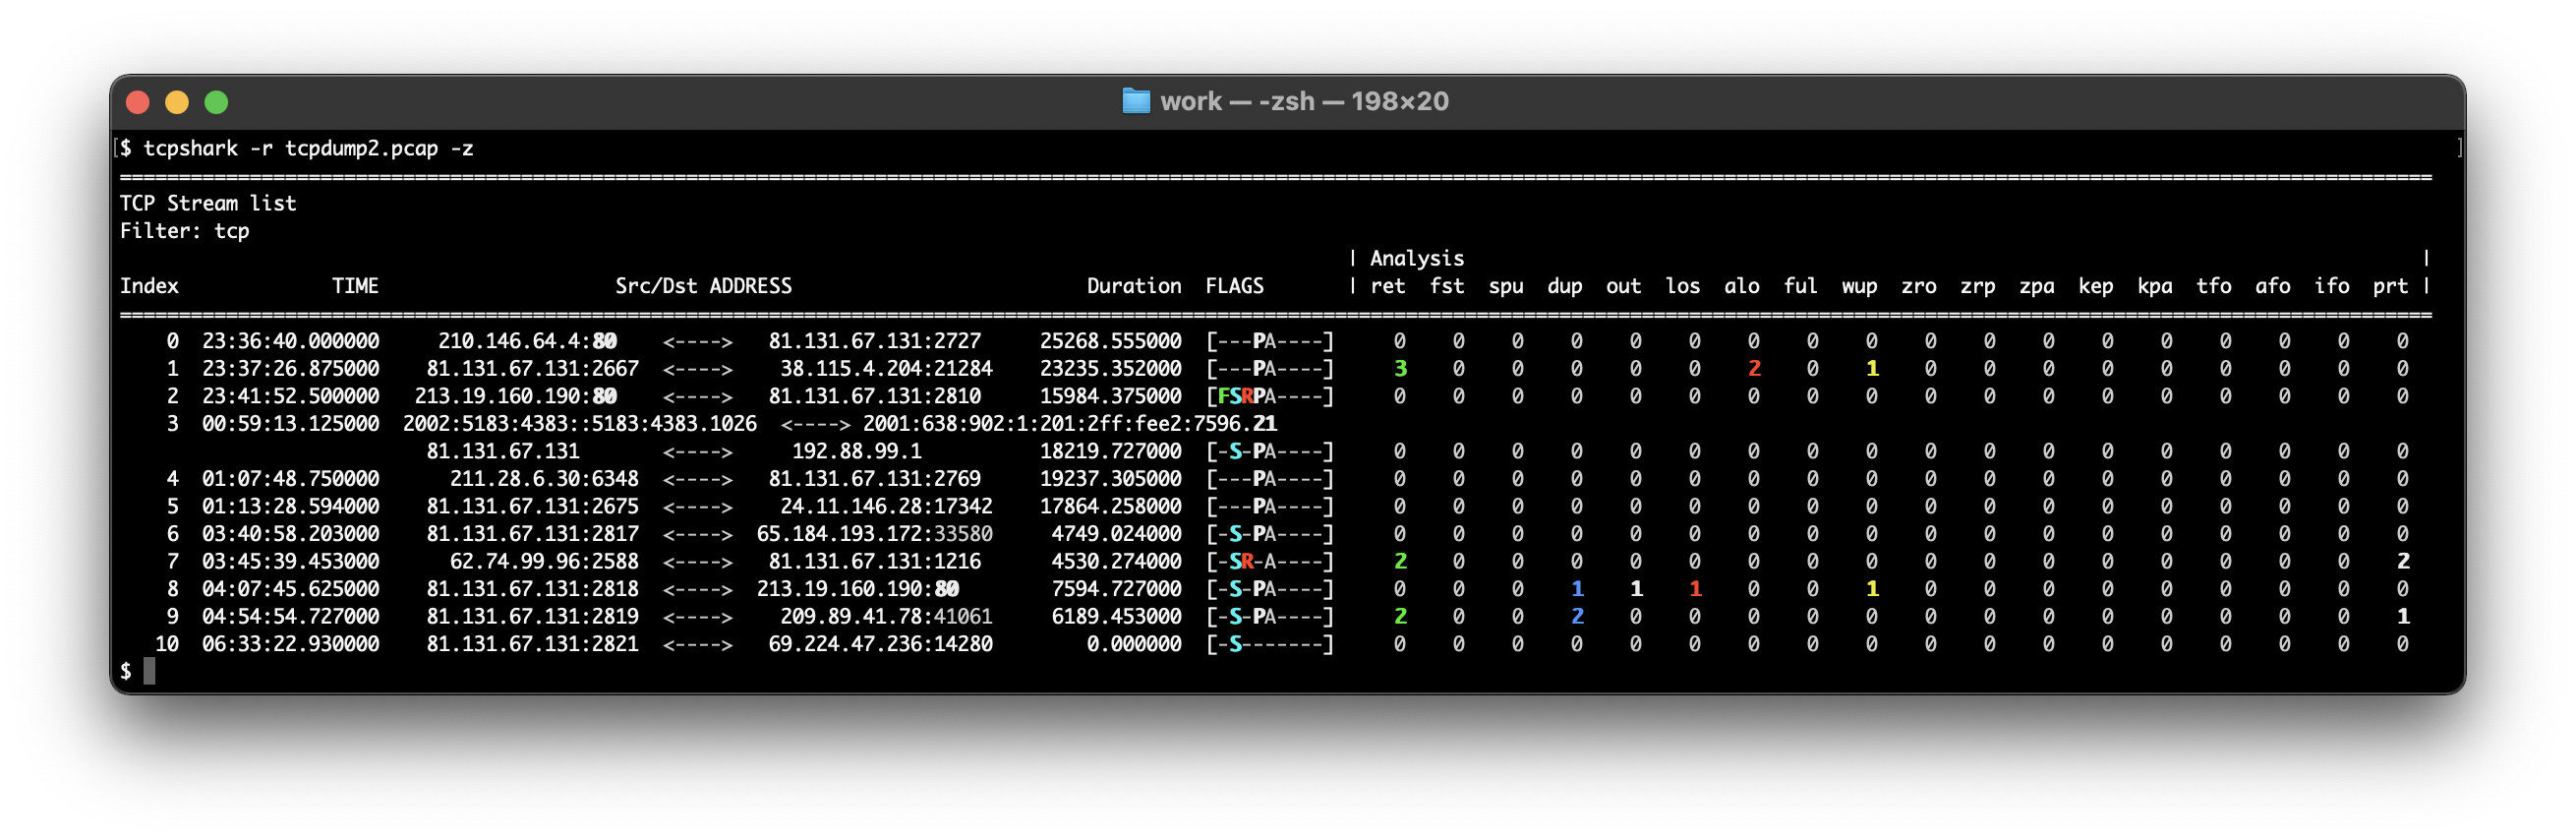 work — -zsh — 198×20
[$ tcpshark -r tcpdump2.pcap -z ]
====================================================================================================================================================================================================
TCP Stream list
Filter: tcp
| Analysis |
Index TIME Src/Dst ADDRESS Duration FLAGS | ret fst spu dup out los alo ful wup zro zrp zpa kep kpa tfo afo ifo prt |
====================================================================================================================================================================================================
0 23:36:40.000000 210.146.64.4:80 <----> 81.131.67.131:2727 25268.555000 [---PA----] 0 0 0 0 0 0 0 0 0 0 0 0 0 0 0 0 0 0
1 23:37:26.875000 81.131.67.131:2667 <----> 38.115.4.204:21284 23235.352000 [---PA----] 3 0 0 0 0 0 2 0 1 0 0 0 0 0 0 0 0 0
2 23:41:52.500000 213.19.160.190:80 <----> 81.131.67.131:2810 15984.375000 [FSRPA----] 0 0 0 0 0 0 0 0 0 0 0 0 0 0 0 0 0 0
3 00:59:13.125000 2002:5183:4383::5183:4383.1026 <----> 2001:638:902:1:201:2ff:fee2:7596.21
81.131.67.131 <----> 192.88.99.1 18219.727000 [-S-PA----] 0 0 0 0 0 0 0 0 0 0 0 0 0 0 0 0 0 0
4 01:07:48.750000 211.28.6.30:6348 <----> 81.131.67.131:2769 19237.305000 [---PA----] 0 0 0 0 0 0 0 0 0 0 0 0 0 0 0 0 0 0
5 01:13:28.594000 81.131.67.131:2675 <----> 24.11.146.28:17342 17864.258000 [---PA----] 0 0 0 0 0 0 0 0 0 0 0 0 0 0 0 0 0 0
6 03:40:58.203000 81.131.67.131:2817 <----> 65.184.193.172:33580 4749.024000 [-S-PA----] 0 0 0 0 0 0 0 0 0 0 0 0 0 0 0 0 0 0
7 03:45:39.453000 62.74.99.96:2588 <----> 81.131.67.131:1216 4530.274000 [-SR-A----] 2 0 0 0 0 0 0 0 0 0 0 0 0 0 0 0 0 2
8 04:07:45.625000 81.131.67.131:2818 <----> 213.19.160.190:80 7594.727000 [-S-PA----] 0 0 0 1 1 1 0 0 1 0 0 0 0 0 0 0 0 0
9 04:54:54.727000 81.131.67.131:2819 <----> 209.89.41.78:41061 6189.453000 [-S-PA----] 2 0 0 2 0 0 0 0 0 0 0 0 0 0 0 0 0 1
10 06:33:22.930000 81.131.67.131:2821 <----> 69.224.47.236:14280 0.000000 [-S-------] 0 0 0 0 0 0 0 0 0 0 0 0 0 0 0 0 0 0
$